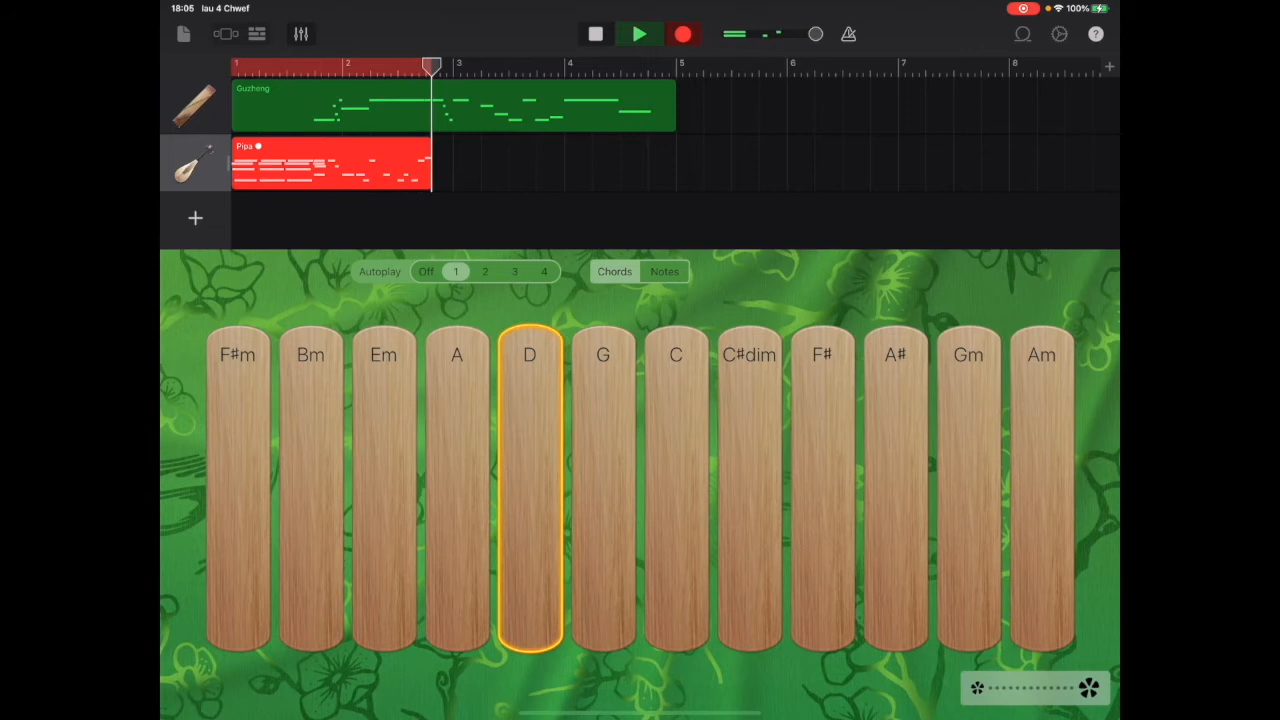 18:05 Iau 4 Chwef
100%
1 2 3 4 5 6 7 8
Guzheng
Pipa
Autoplay Off 1 2 3 4 Chords Notes
F♯m Bm Em A D G C C♯dim F♯ A♯ Gm Am